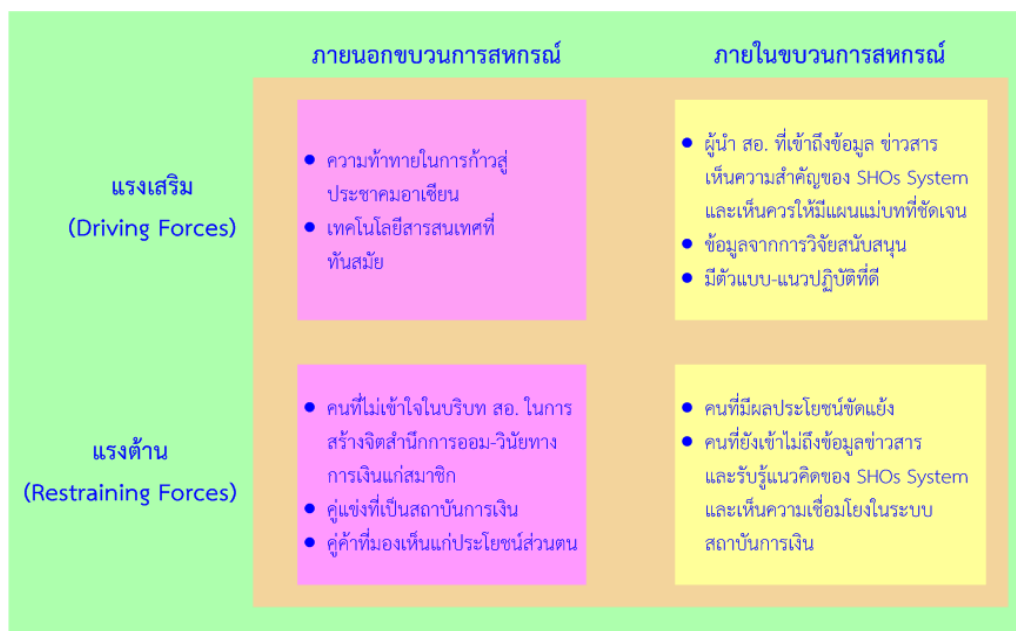 ภายนอกขบวนการสหกรณ์
ภายในขบวนการสหกรณ์
แรงเสริม
(Driving Forces)
• ความท้าทายในการก้าวสู่
ประชาคมอาเซียน
• เทคโนโลยีสารสนเทศที่
ทันสมัย
• ผู้นำ สอ. ที่เข้าถึงข้อมูล ข่าวสาร
เห็นความสำคัญของ SHOs System
และเห็นควรให้มีแผนแม่บทที่ชัดเจน
• ข้อมูลจากการวิจัยสนับสนุน
• มีตัวแบบ-แนวปฏิบัติที่ดี
แรงต้าน
(Restraining Forces)
• คนที่ไม่เข้าใจในบริบท สอ. ในการ
สร้างจิตสำนึกการออม-วินัยทาง
การเงินแก่สมาชิก
• คู่แข่งที่เป็นสถาบันการเงิน
• คู่ค้าที่มองเห็นแก่ประโยชน์ส่วนตน
• คนที่มีผลประโยชน์ขัดแย้ง
• คนที่ยังเข้าไม่ถึงข้อมูลข่าวสาร
และรับรู้แนวคิดของ SHOs System
และเห็นความเชื่อมโยงในระบบ
สถาบันการเงิน